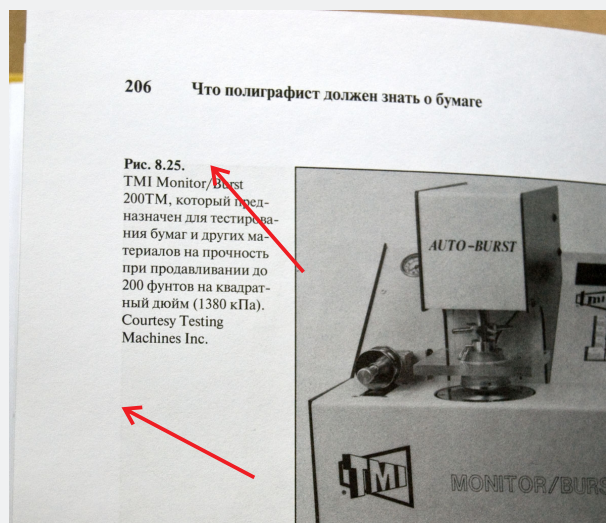 206 Что полиграфист должен знать о бумаге
Рис. 8.25.
TMI Monitor/Burst
200TM, который пред-
назначен для тестирова-
ния бумаг и других ма-
териалов на прочность
при продавливании до
200 фунтов на квадрат-
ный дюйм (1380 кПа).
Courtesy Testing
Machines Inc.
AUTO-BURST
TMI
MONITOR/BURS